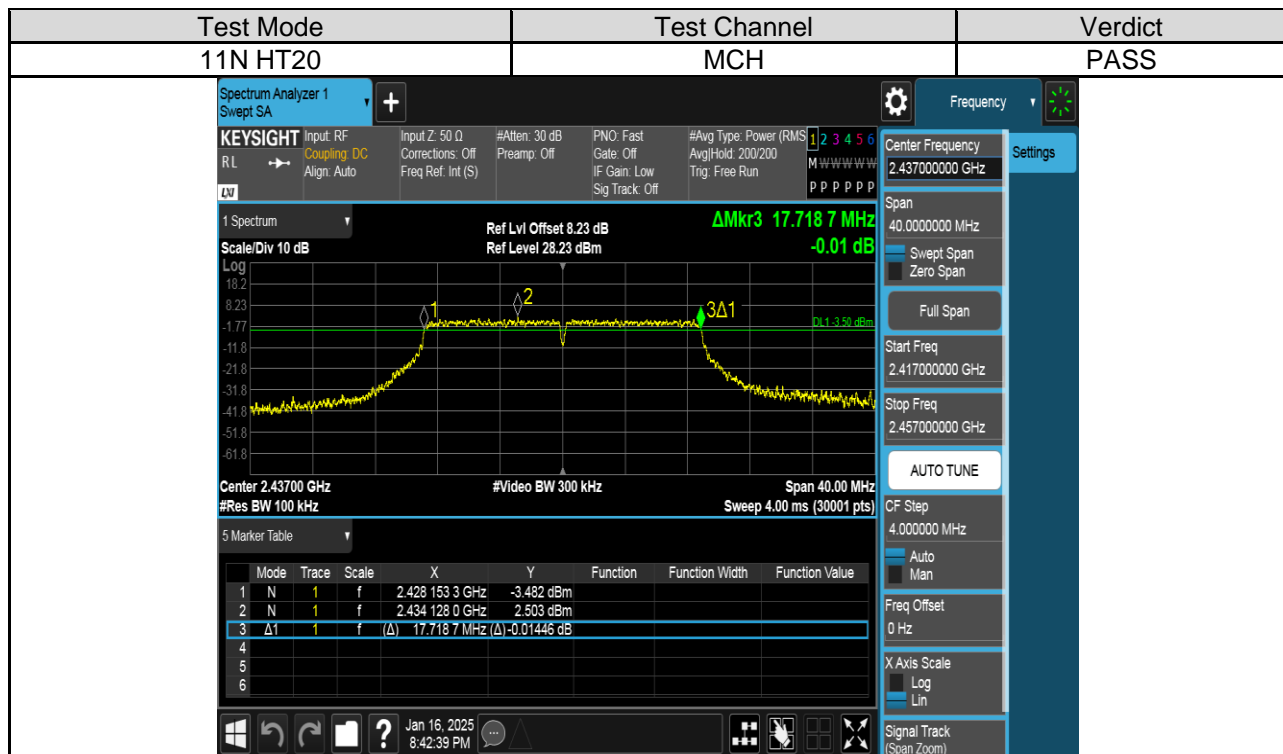 Test Mode Test Channel Verdict
11N HT20 MCH PASS
Spectrum Analyzer 1
Swept SA
+
Frequency
KEYSIGHT Input: RF Input Z: 50 Ω #Atten: 30 dB PNO: Fast #Avg Type: Power (RMS 1 2 3 4 5 6
RL Coupling: DC Corrections: Off Preamp: Off Gate: Off Avg|Hold: 200/200 M W W W W W
Align: Auto Freq Ref: Int (S) IF Gain: Low Trig: Free Run
LXI Sig Track: Off P P P P P P
1 Spectrum
Scale/Div 10 dB
Ref Lvl Offset 8.23 dB
Ref Level 28.23 dBm
ΔMkr3 17.718 7 MHz
-0.01 dB
Log
18.2
8.23
-1.77
-11.8
-21.8
-31.8
-41.8
-51.8
-61.8
1
2
3Δ1
DL1 -3.50 dBm
Center 2.43700 GHz #Video BW 300 kHz Span 40.00 MHz
#Res BW 100 kHz Sweep 4.00 ms (30001 pts)
5 Marker Table
Mode Trace Scale X Y Function Function Width Function Value
1 N 1 f 2.428 153 3 GHz -3.482 dBm
2 N 1 f 2.434 128 0 GHz 2.503 dBm
3 Δ1 1 f (Δ) 17.718 7 MHz (Δ) -0.01446 dB
4
5
6
Jan 16, 2025
8:42:39 PM
?
Center Frequency
2.437000000 GHz
Settings
Span
40.0000000 MHz
Swept Span
Zero Span
Full Span
Start Freq
2.417000000 GHz
Stop Freq
2.457000000 GHz
AUTO TUNE
CF Step
4.000000 MHz
Auto
Man
Freq Offset
0 Hz
X Axis Scale
Log
Lin
Signal Track
(Span Zoom)